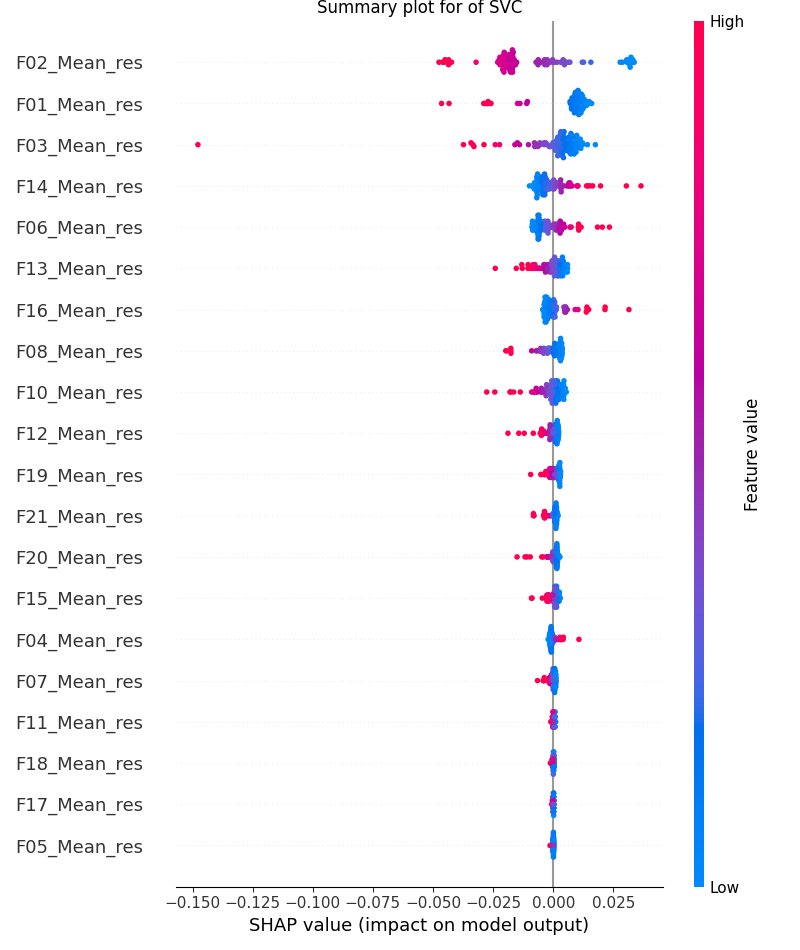 Summary plot for of SVC
High
F02_Mean_res
F01_Mean_res
F03_Mean_res
F14_Mean_res
F06_Mean_res
F13_Mean_res
F16_Mean_res
F08_Mean_res
F10_Mean_res
F12_Mean_res
F19_Mean_res
F21_Mean_res
F20_Mean_res
F15_Mean_res
F04_Mean_res
F07_Mean_res
F11_Mean_res
F18_Mean_res
F17_Mean_res
F05_Mean_res
Feature value
Low
−0.150 −0.125 −0.100 −0.075 −0.050 −0.025 0.000 0.025
SHAP value (impact on model output)